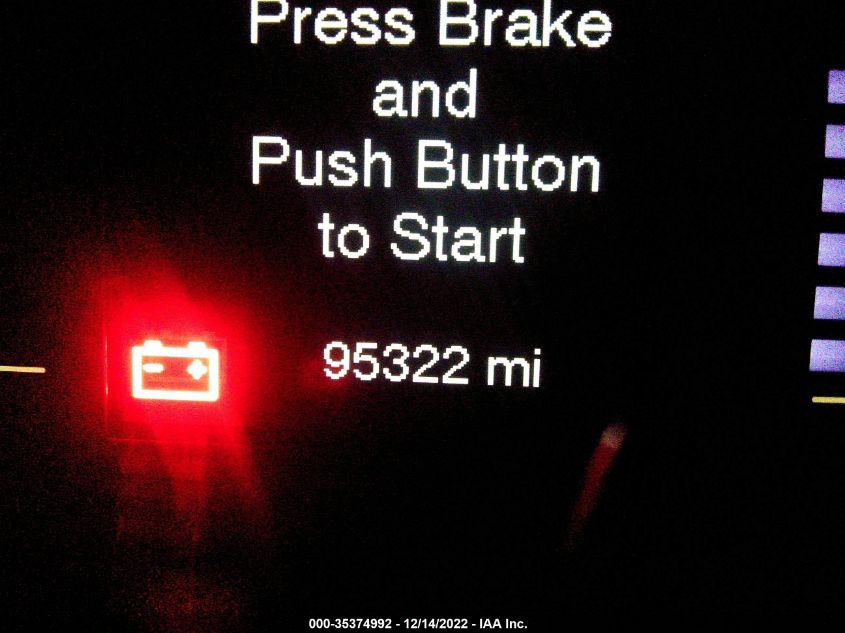 Press Brake
and
Push Button
to Start
95322 mi
000-35374992 - 12/14/2022 - IAA Inc.